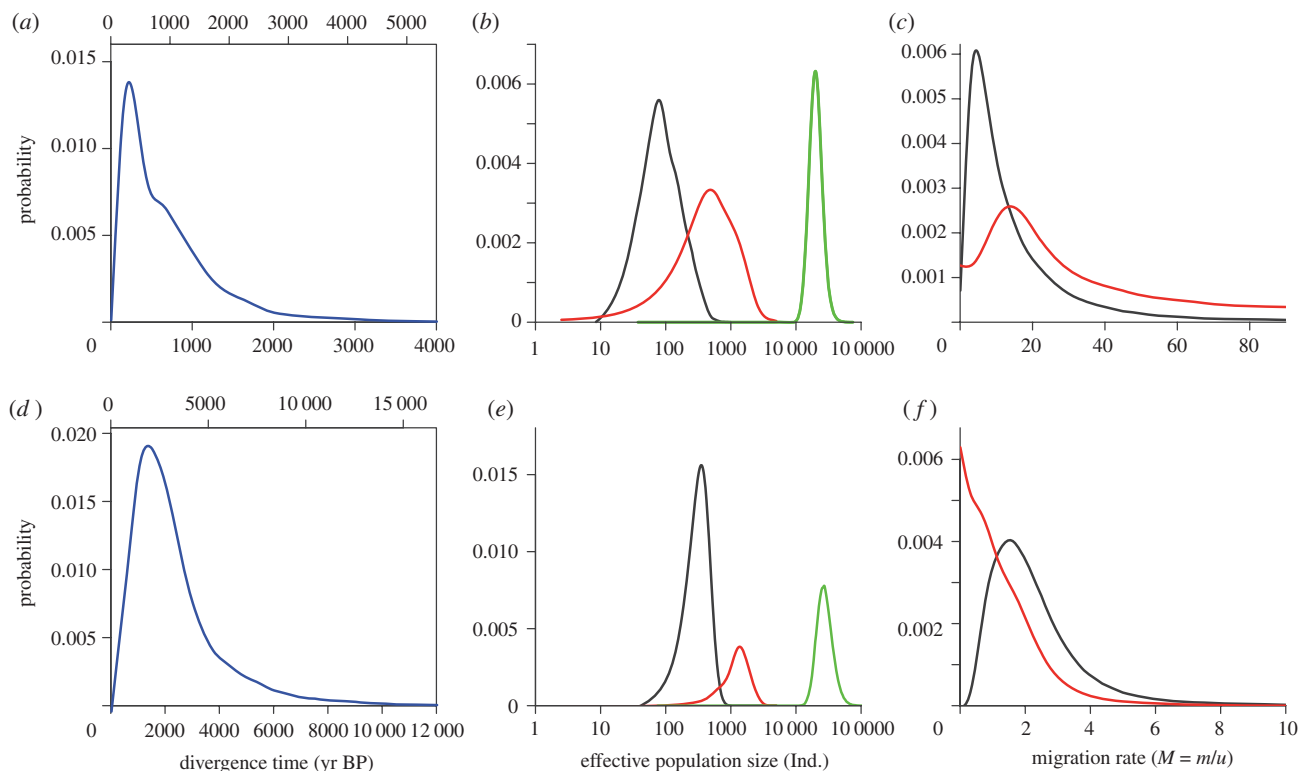 (a)
0 1000 2000 3000 4000 5000
0.015
0.010
0.005
probability
0 1000 2000 3000 4000
(b)
0.006
0.004
0.002
0
1 10 100 1000 10 000 100 0000
(c)
0.006
0.005
0.004
0.003
0.002
0.001
20 40 60 80
(d)
0 5000 10 000 15 000
0.020
0.015
0.010
0.005
probability
0 2000 4000 6000 8000 10 000 12 000
divergence time (yr BP)
(e)
0.015
0.010
0.005
0
1 10 100 1000 10 000 100 0000
effective population size (Ind.)
(f)
0.006
0.004
0.002
0 2 4 6 8 10
migration rate (M = m/u)